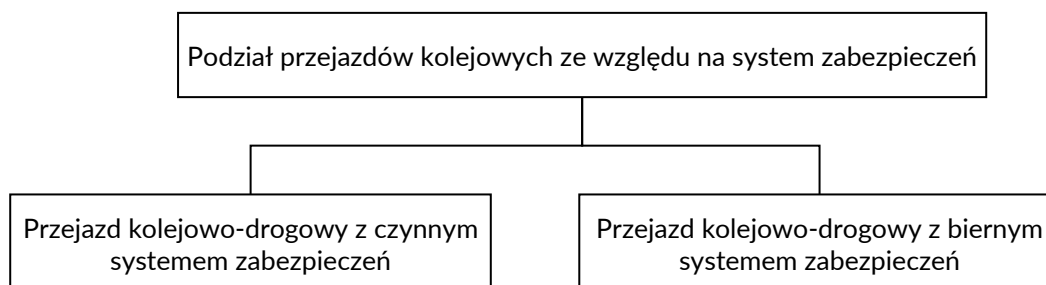 Podział przejazdów kolejowych ze względu na system zabezpieczeń
Przejazd kolejowo-drogowy z czynnym
systemem zabezpieczeń
Przejazd kolejowo-drogowy z biernym
systemem zabezpieczeń